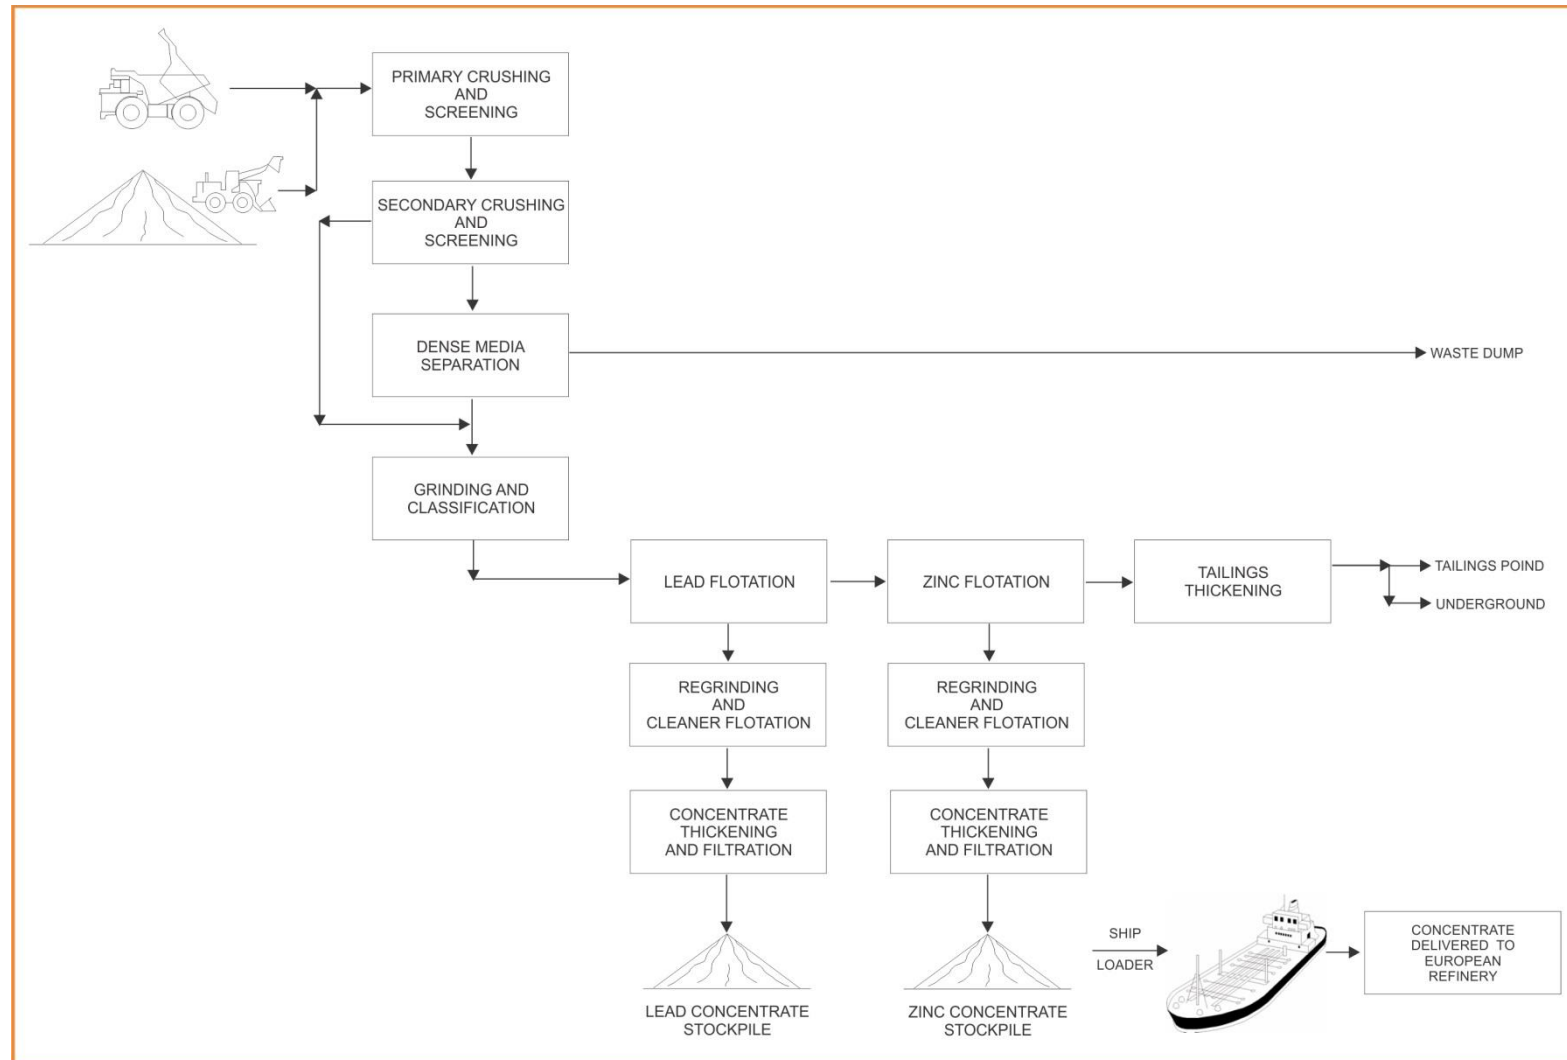 PRIMARY CRUSHING
AND
SCREENING
SECONDARY CRUSHING
AND
SCREENING
DENSE MEDIA
SEPARATION
WASTE DUMP
GRINDING AND
CLASSIFICATION
LEAD FLOTATION
ZINC FLOTATION
TAILINGS
THICKENING
TAILINGS POIND
UNDERGROUND
REGRINDING
AND
CLEANER FLOTATION
REGRINDING
AND
CLEANER FLOTATION
CONCENTRATE
THICKENING
AND FILTRATION
CONCENTRATE
THICKENING
AND FILTRATION
LEAD CONCENTRATE
STOCKPILE
ZINC CONCENTRATE
STOCKPILE
SHIP
LOADER
CONCENTRATE
DELIVERED TO
EUROPEAN
REFINERY